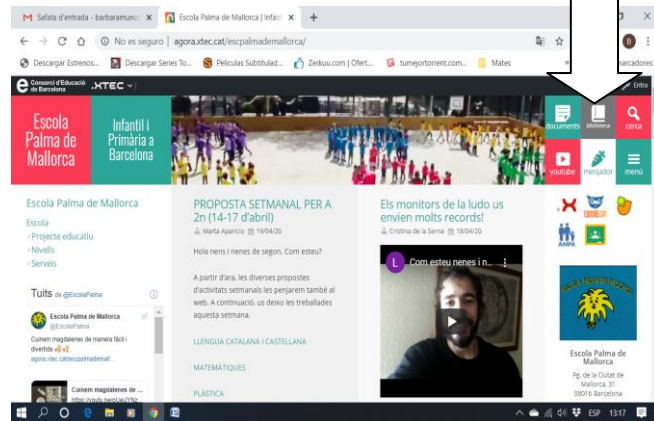 Safata d'entrada - barbaramuno
Escola Palma de Mallorca | Infant
No es seguro | agora.xtec.cat/escpalmademallorca/
B
Descargar Estrenos...
Descargar Series To...
Peliculas Subtitulad...
Zerkuu.com | Ofert...
tumejortorrent.com...
Mates
marcadores
Consorci d'Educació
de Barcelona
XTEC
Entra
Escola
Palma de
Mallorca
Infantil i
Primària a
Barcelona
documents
biblioteca
cerca
youtube
menjador
menú
Escola Palma de Mallorca
Escola
Projecte educatiu
Nivells
Serveis
Tuits de @EscolaPalma
Escola Palma de Mallorca
@EscolaPalma
Cuinem magdalenes de manera fàcil i
divertida
agora.xtec.cat/escpalmademall...
Cuinem magdalenes de ...
PROPOSTA SETMANAL PER A
2n (14-17 d'abril)
Marta Aparicio 19/04/20
Hola nens i nenes de segon. Com esteu?
A partir d'ara, les diverses propostes
d'activitats setmanals les penjarem també al
web. A continuació, us deixo les treballades
aquesta setmana.
LLENGUA CATALANA I CASTELLANA
MATEMÀTIQUES
PLÀSTICA
Els monitors de la ludo us
envien molts records!
Cristina de la Serna 18/04/20
L
Com esteu nenes i n...
AMPA
Escola Palma de
Mallorca
Pg. de la Ciutat de
Mallorca, 31
08016 Barcelona
ESP
13:17